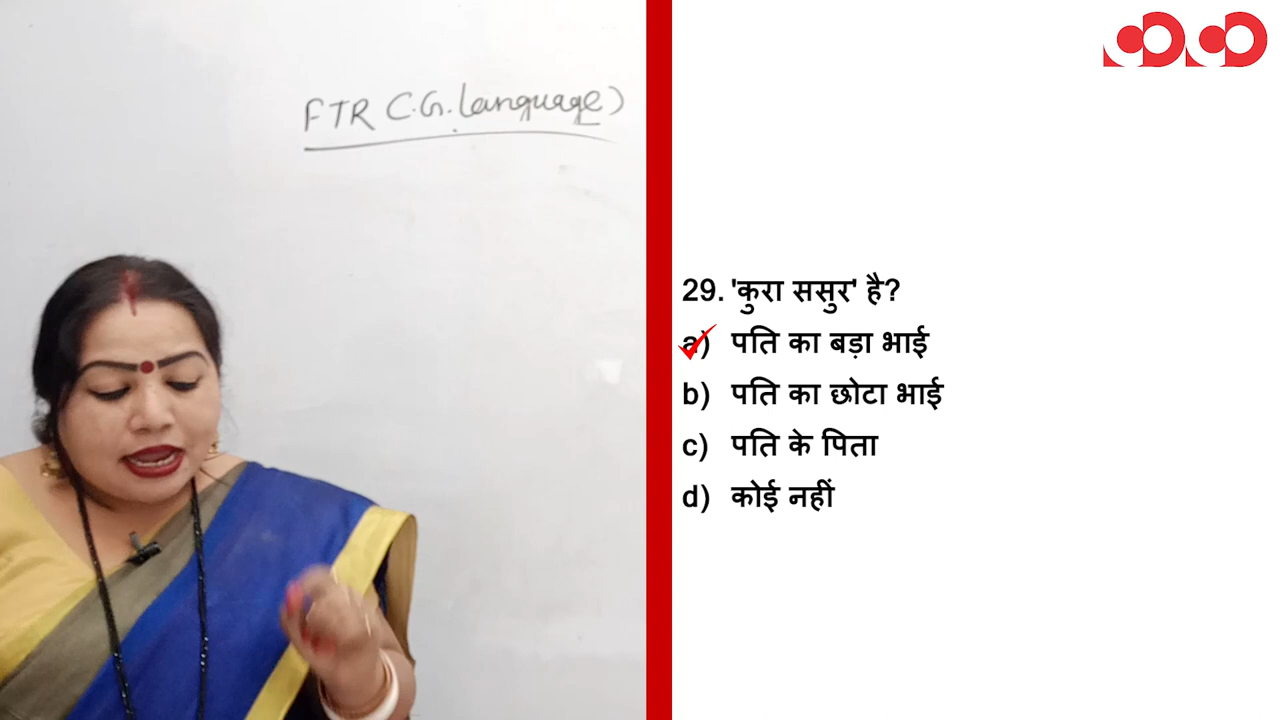 FTR C.G. language)
29. 'कुरा ससुर' है?
a) पति का बड़ा भाई
b) पति का छोटा भाई
c) पति के पिता
d) कोई नहीं